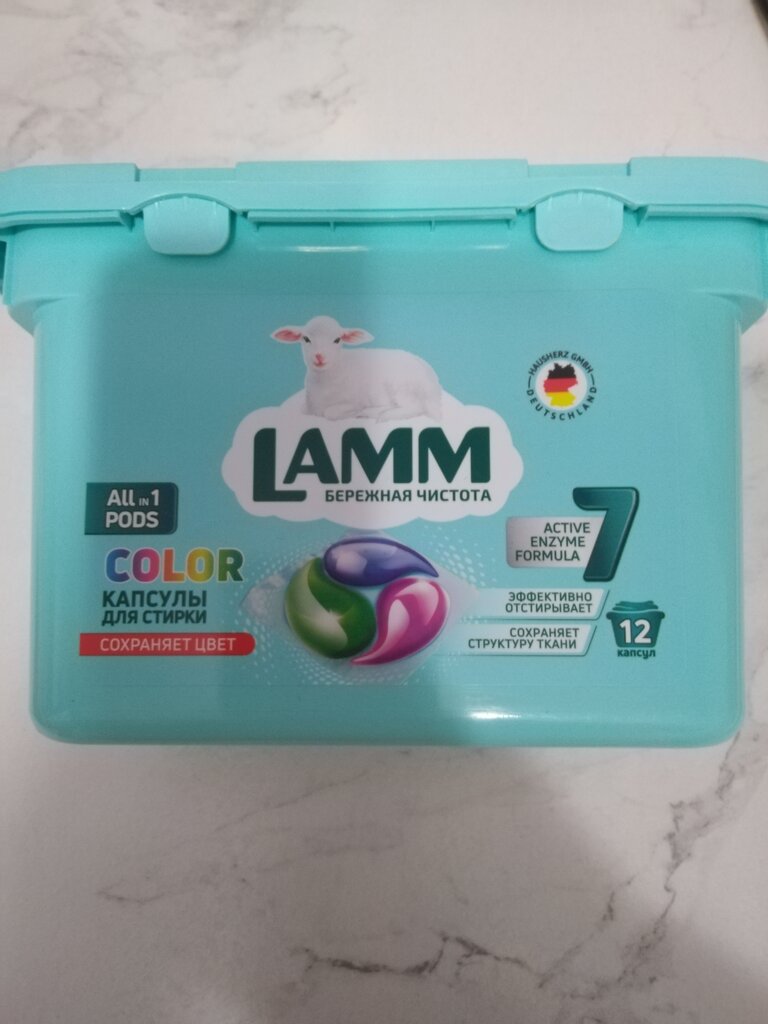 HAUSHERZ GMBH
DEUTSCHLAND
LAMM
БЕРЕЖНАЯ ЧИСТОТА
All IN 1
PODS
COLOR
КАПСУЛЫ
ДЛЯ СТИРКИ
СОХРАНЯЕТ ЦВЕТ
7
ACTIVE
ENZYME
FORMULA
ЭФФЕКТИВНО
ОТСТИРЫВАЕТ
СОХРАНЯЕТ
СТРУКТУРУ ТКАНИ
12
капсул